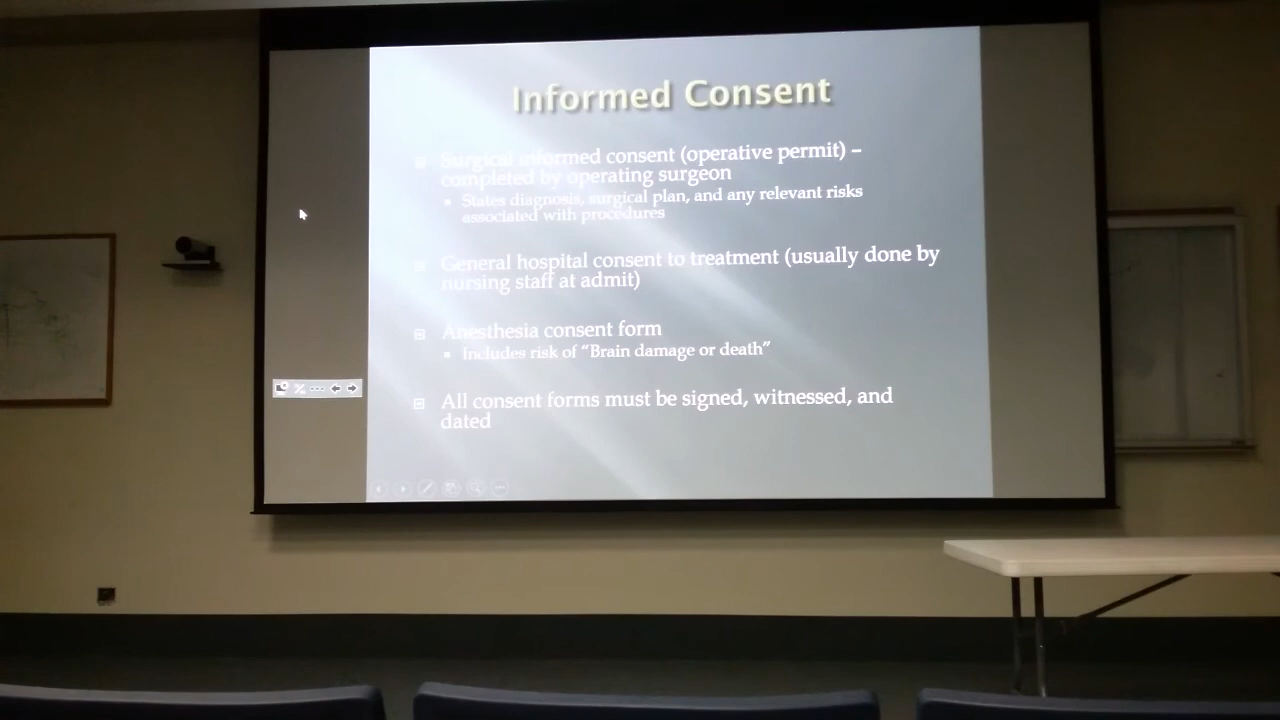 Informed Consent
Surgical informed consent (operative permit) –
completed by operating surgeon
States diagnosis, surgical plan, and any relevant risks
associated with procedures
General hospital consent to treatment (usually done by
nursing staff at admit)
Anesthesia consent form
Includes risk of “Brain damage or death”
All consent forms must be signed, witnessed, and
dated